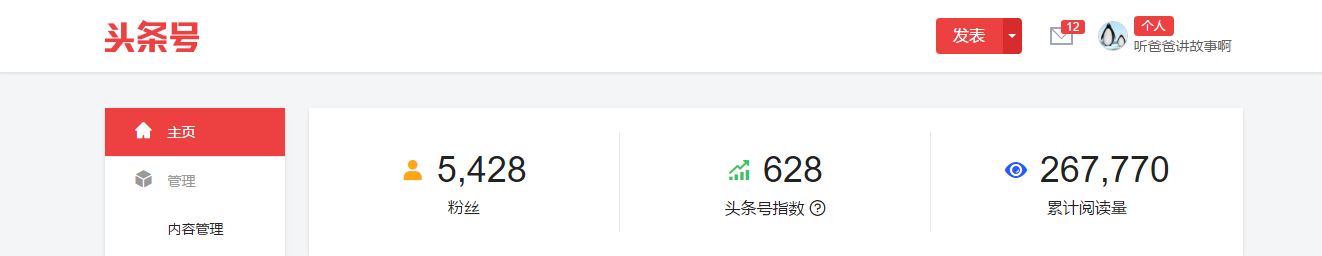 头条号
发表
12
个人
听爸爸讲故事啊
主页
管理
内容管理
5,428
粉丝
628
头条号指数 ?
267,770
累计阅读量